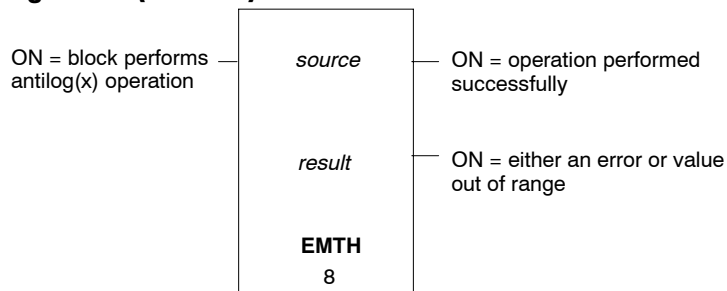 ON = block performs
antilog(x) operation
source
ON = operation performed
successfully
result
ON = either an error or value
out of range
EMTH
8